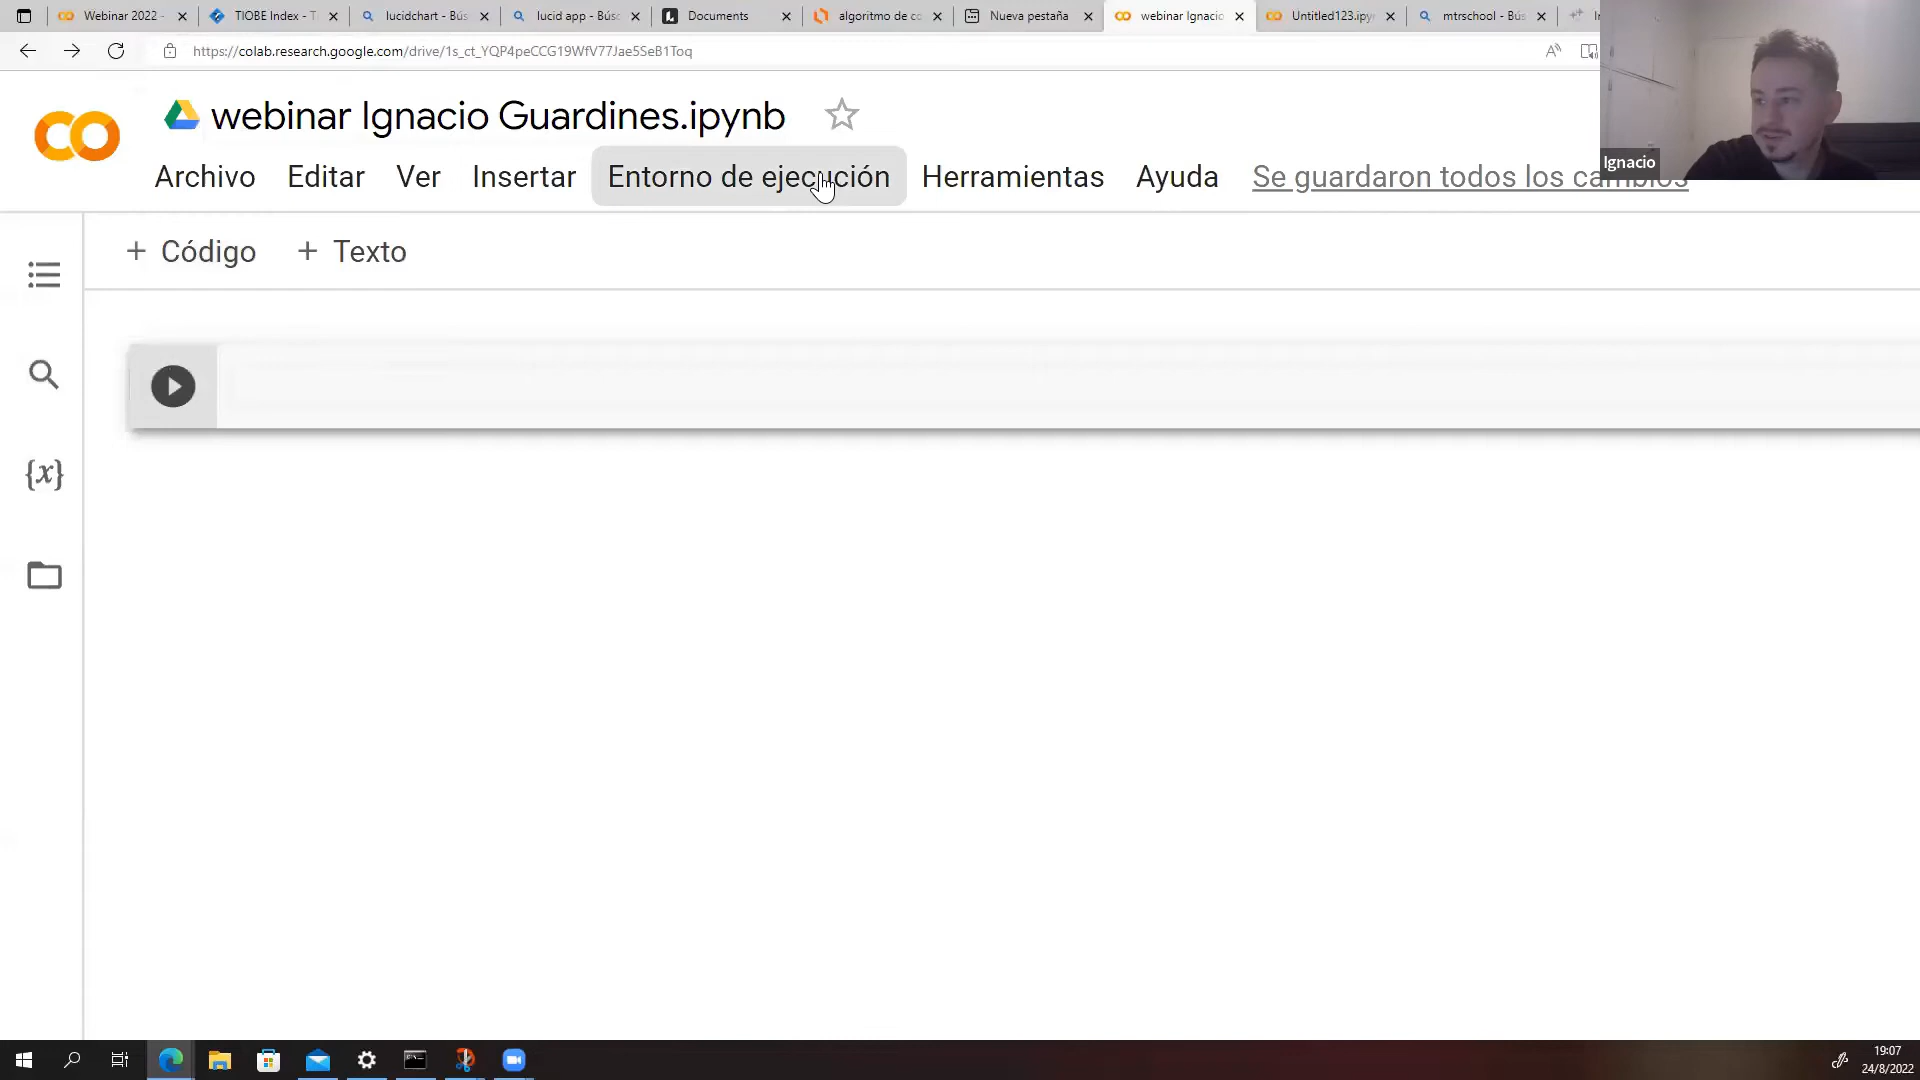 Webinar 2022 -
TIOBE Index - T
lucidchart - Bús
lucid app - Búsc
Documents
algoritmo de co
Nueva pestaña
webinar Ignacio
Untitled123.ipy
mtrschool - Bús
https://colab.research.google.com/drive/1s_ct_YQP4peCCG19WfV77Jae5SeB1Toq
webinar Ignacio Guardines.ipynb
Archivo Editar Ver Insertar Entorno de ejecución Herramientas Ayuda Se guardaron todos los cambios
Ignacio
+ Código + Texto
{x}
19:07
24/8/2022